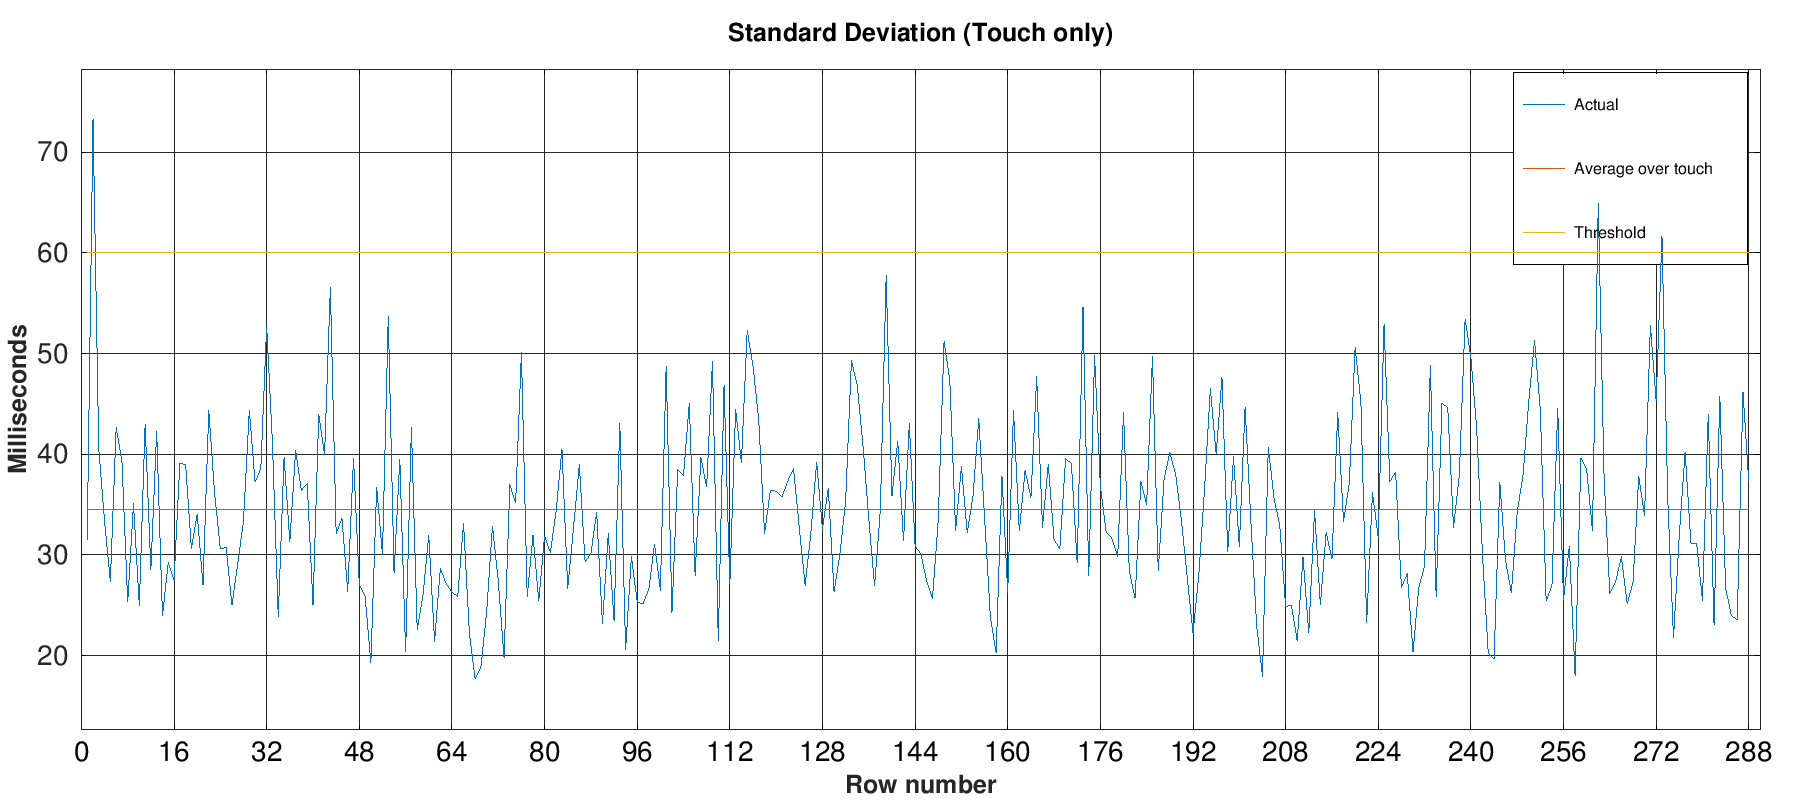 Standard Deviation (Touch only)
Actual
Average over touch
Threshold
70
60
50
40
30
20
Milliseconds
0 16 32 48 64 80 96 112 128 144 160 176 192 208 224 240 256 272 288
Row number